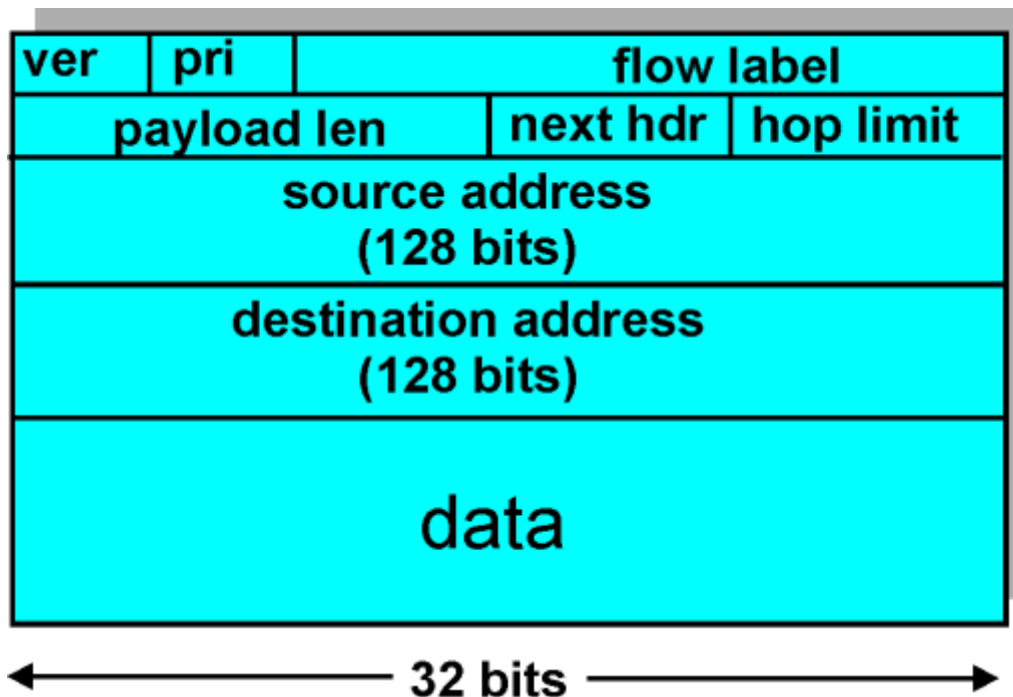 ver pri flow label
payload len next hdr hop limit
source address
(128 bits)
destination address
(128 bits)
data
32 bits